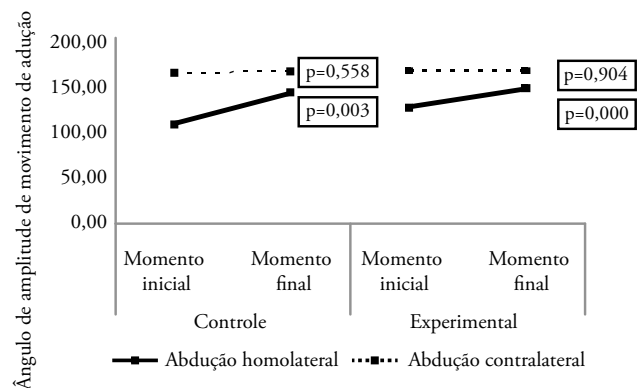 Ângulo de amplitude de movimento de adução
200,00
150,00
100,00
50,00
0,00
p=0,558
p=0,003
p=0,904
p=0,000
Momento inicial
Momento final
Momento inicial
Momento final
Controle
Experimental
Abdução homolateral
Abdução contralateral